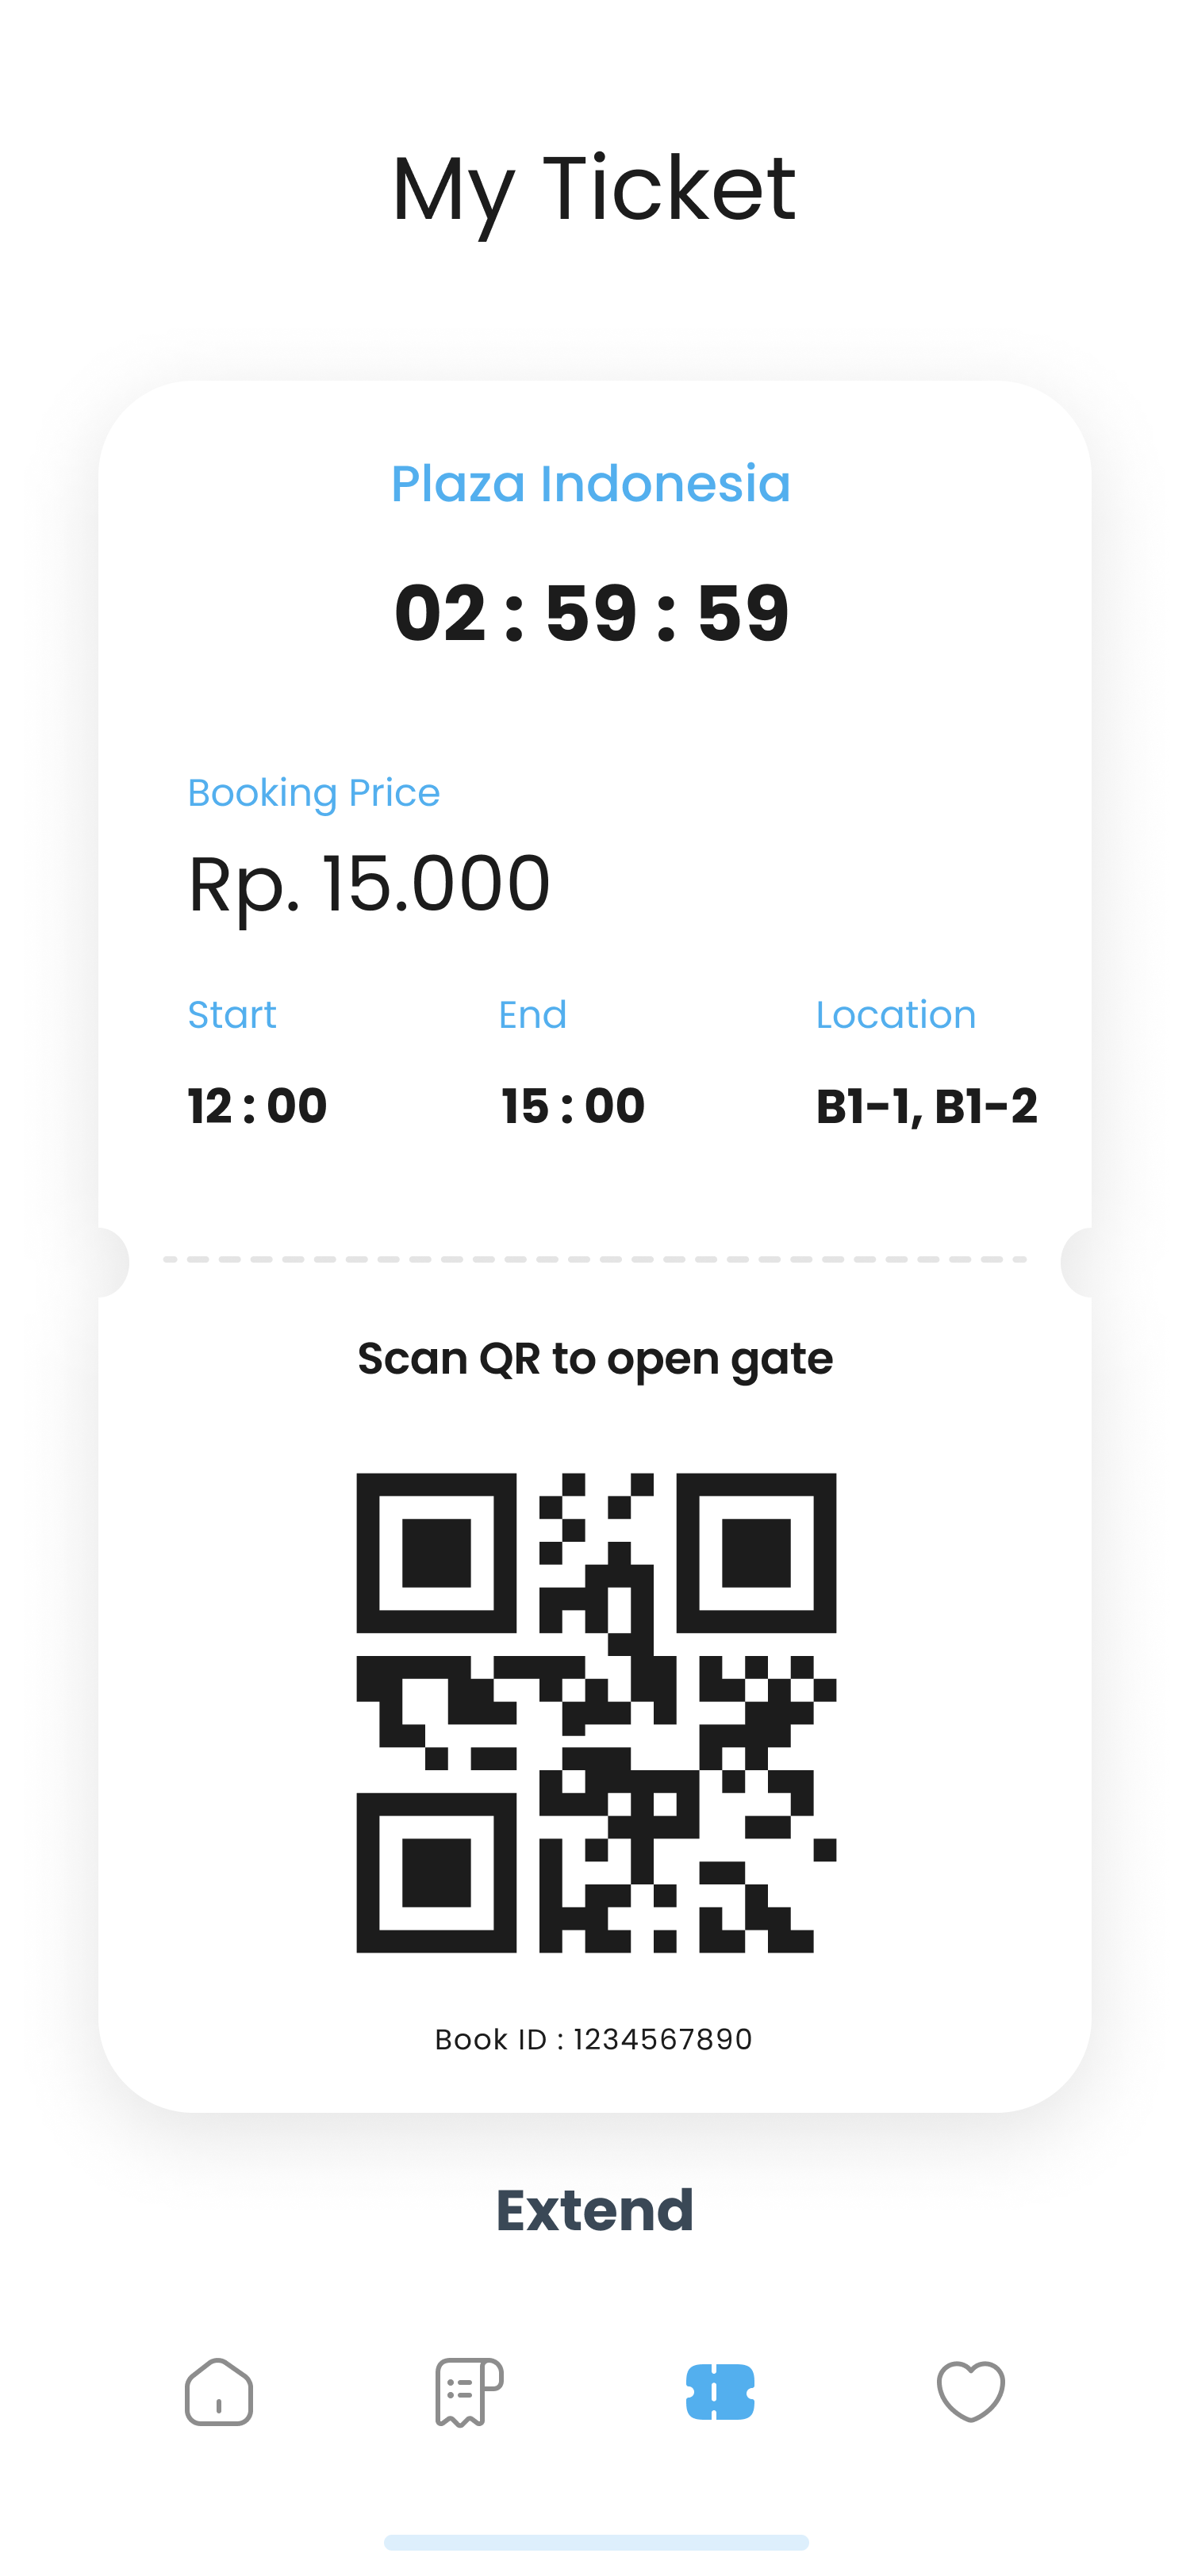 My Ticket
Plaza Indonesia
02 : 59 : 59
Booking Price
Rp. 15.000
Start End Location
12 : 00 15 : 00 B1-1, B1-2
Scan QR to open gate
Book ID : 1234567890
Extend